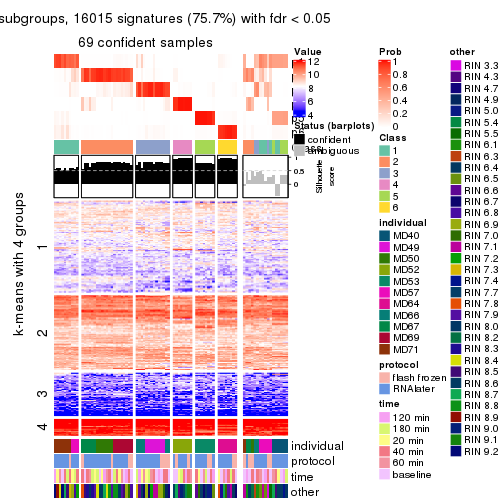 subgroups, 16015 signatures (75.7%) with fdr < 0.05
69 confident samples
k-means with 4 groups
1
2
3
4
individual
protocol
time
other
1
0.5
0
Silhouette
score
Value
12
10
8
6
4
Status (barplots)
confident
ambiguous
Class
1
2
3
4
5
6
individual
MD40
MD49
MD50
MD52
MD53
MD57
MD64
MD66
MD67
MD69
MD71
protocol
flash frozen
RNAlater
time
120 min
180 min
20 min
40 min
60 min
baseline
Prob
1
0.8
0.6
0.4
0.2
0
other
RIN 3.3
RIN 4.3
RIN 4.7
RIN 4.9
RIN 5.0
RIN 5.4
RIN 5.5
RIN 6.1
RIN 6.3
RIN 6.4
RIN 6.5
RIN 6.6
RIN 6.7
RIN 6.8
RIN 6.9
RIN 7.0
RIN 7.1
RIN 7.2
RIN 7.3
RIN 7.4
RIN 7.7
RIN 7.8
RIN 7.9
RIN 8.0
RIN 8.2
RIN 8.3
RIN 8.4
RIN 8.5
RIN 8.6
RIN 8.7
RIN 8.8
RIN 8.9
RIN 9.0
RIN 9.1
RIN 9.2